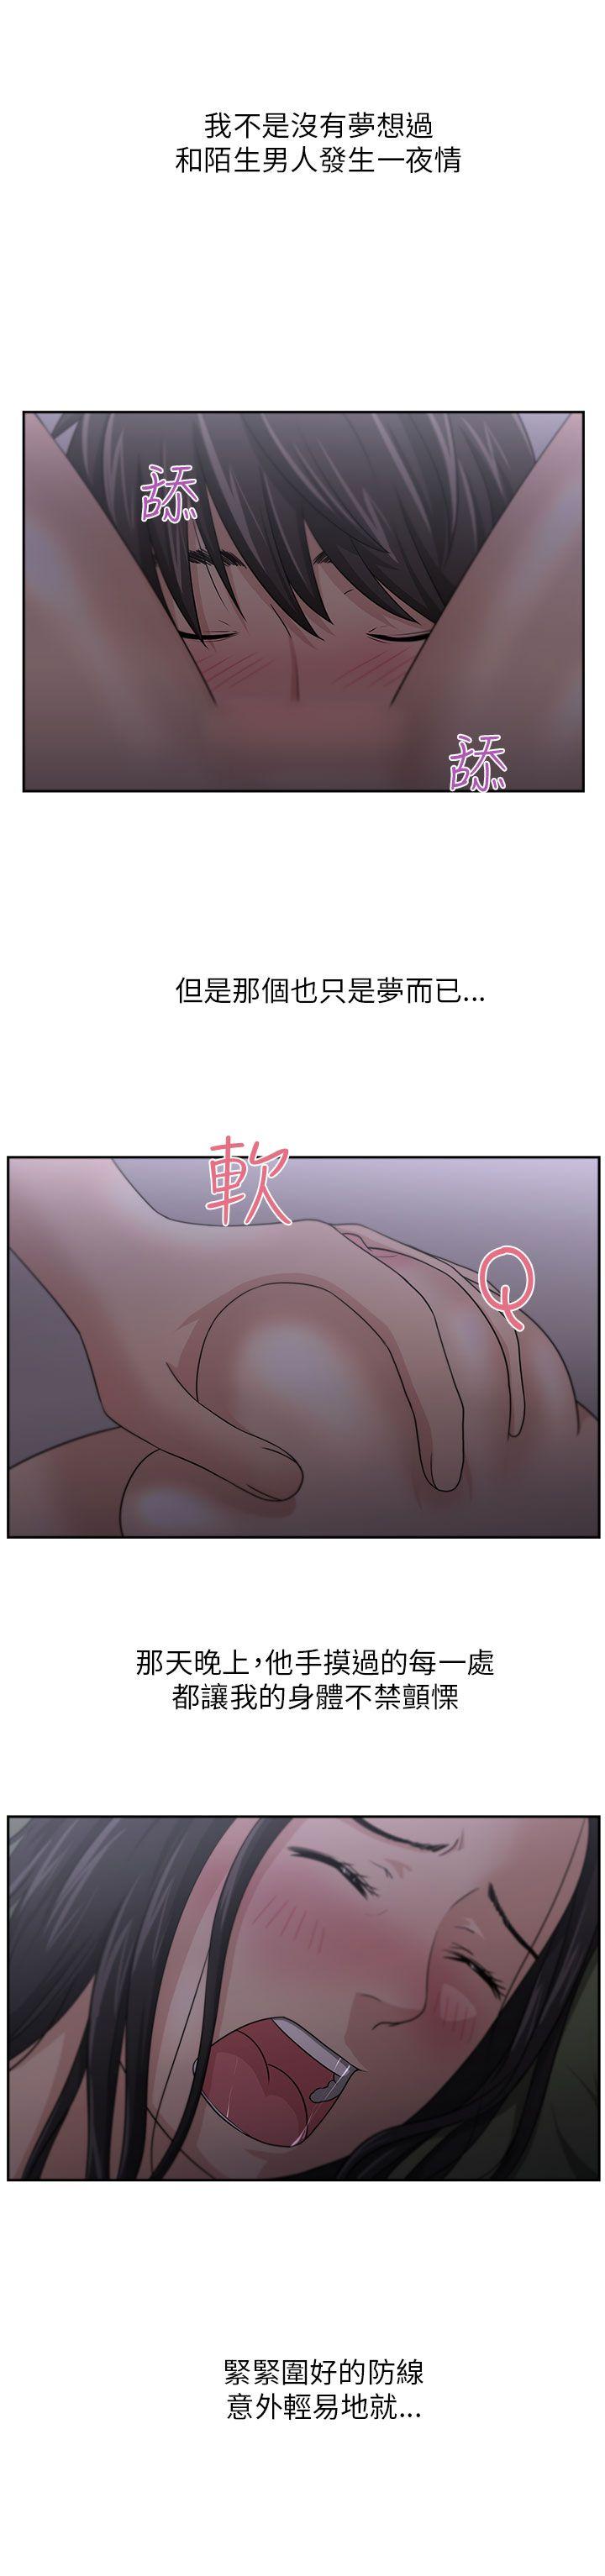 我不是沒有夢想過
和陌生男人發生一夜情
舔
舔
但是那個也只是夢而已...
軟
Q
那天晚上，他手摸過的每一處
都讓我的身體不禁顫慄
緊緊圍好的防線
意外輕易地就...